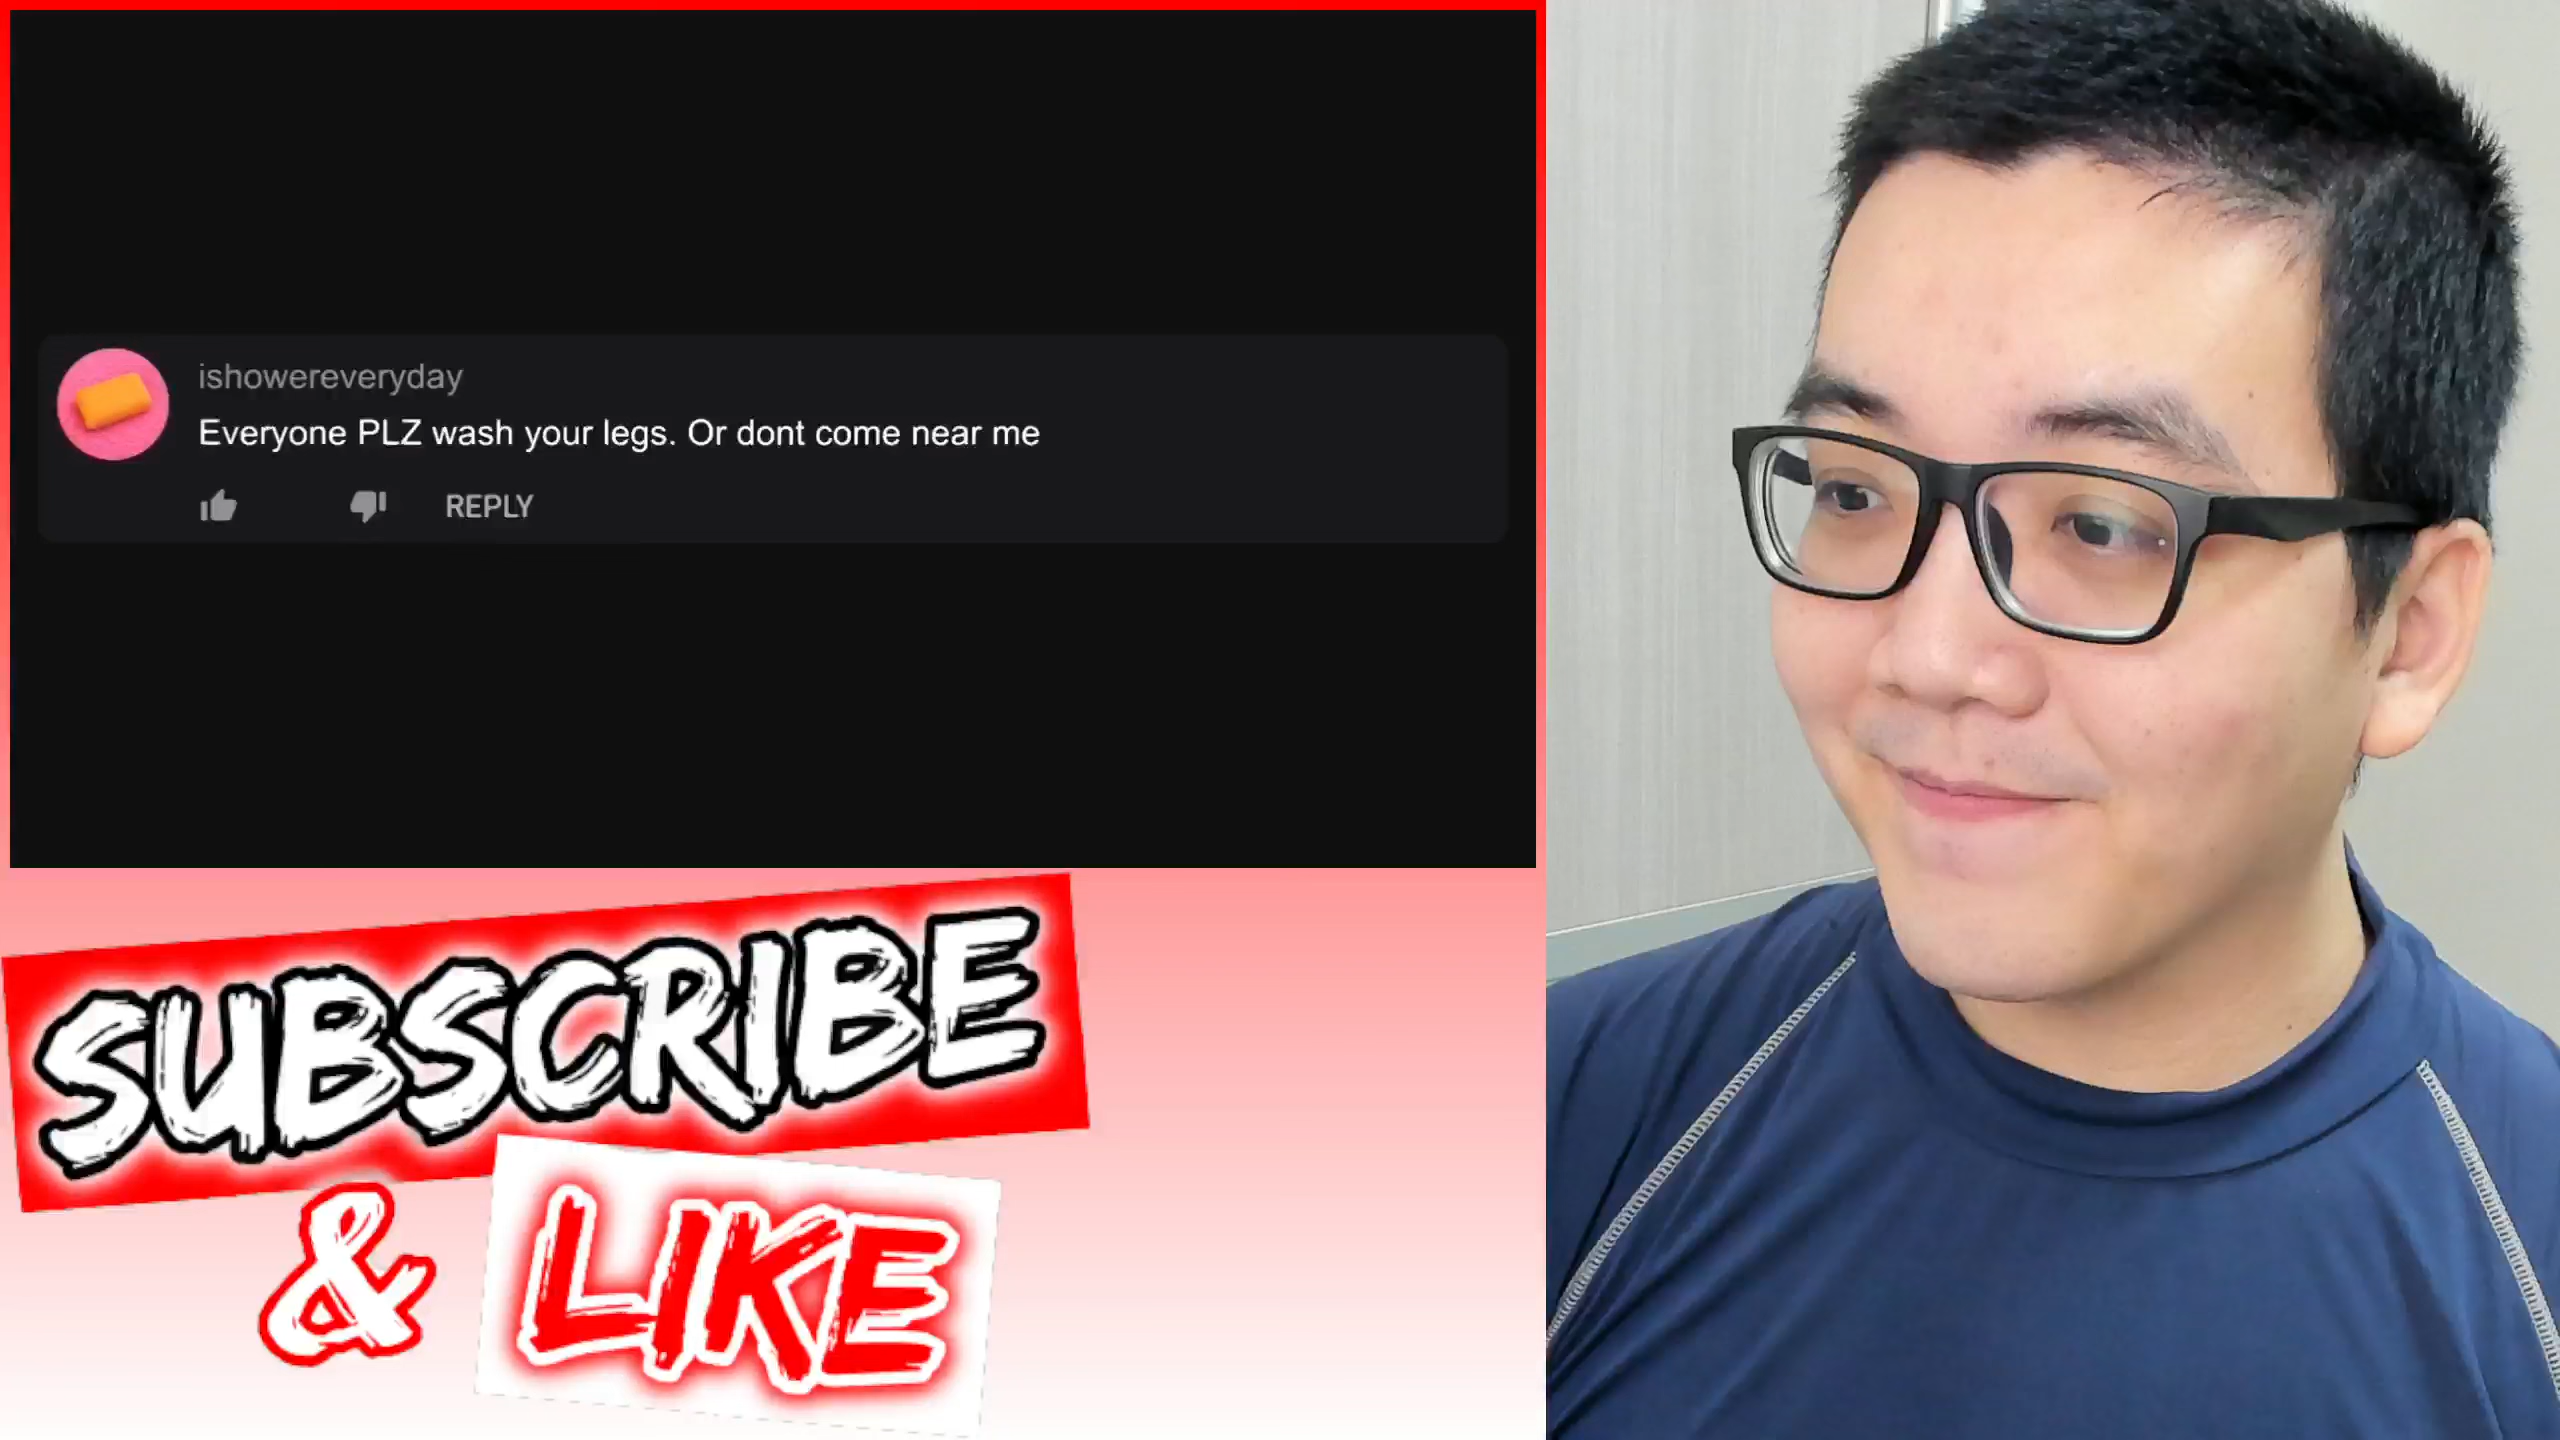 ishowereveryday
Everyone PLZ wash your legs. Or dont come near me
REPLY
SUBSCRIBE
&
LIKE